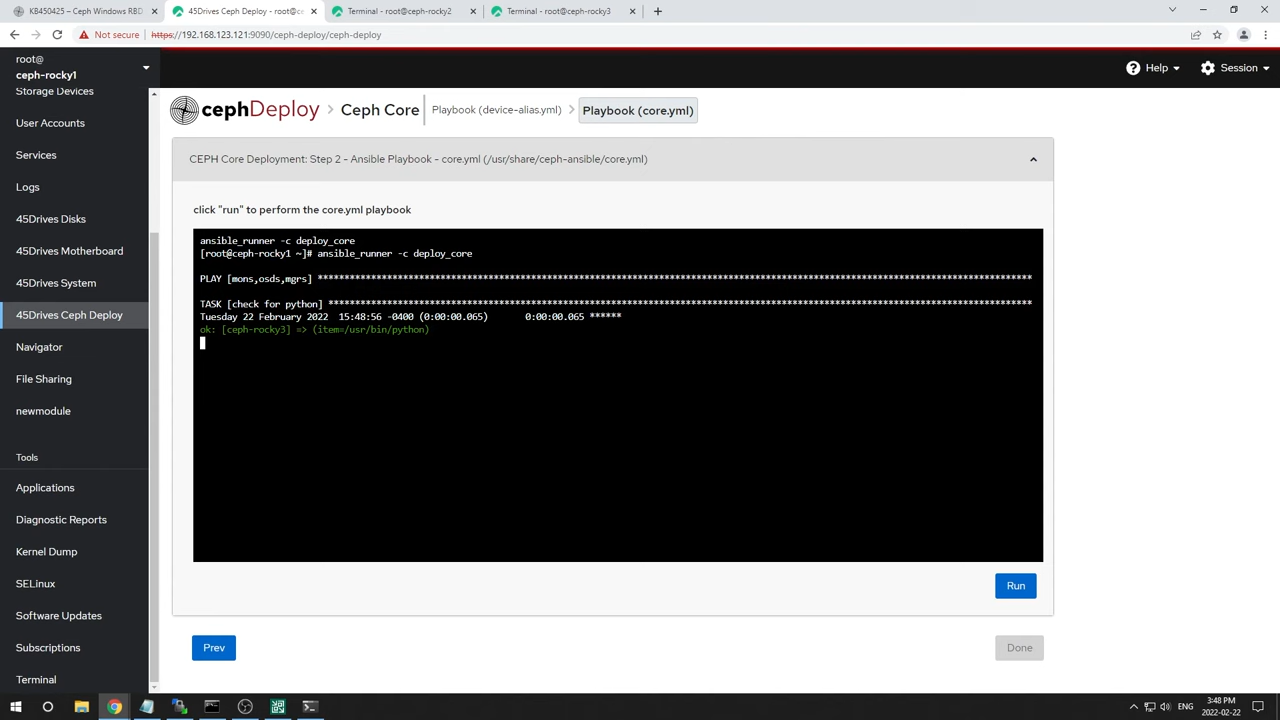 KB450425 – Ceph Windows RBD
45Drives Ceph Deploy - root@ce
Terminal - root@ceph-rocky2
Terminal - root@ceph-rocky3
Not secure
https://192.168.123.121:9090/ceph-deploy/ceph-deploy
root@
ceph-rocky1
Help
Session
Storage Devices
User Accounts
Services
Logs
45Drives Disks
45Drives Motherboard
45Drives System
45Drives Ceph Deploy
Navigator
File Sharing
newmodule
Tools
Applications
Diagnostic Reports
Kernel Dump
SELinux
Software Updates
Subscriptions
Terminal
cephDeploy
Ceph Core
Playbook (device-alias.yml)
Playbook (core.yml)
CEPH Core Deployment: Step 2 - Ansible Playbook - core.yml (/usr/share/ceph-ansible/core.yml)
click "run" to perform the core.yml playbook
ansible_runner -c deploy_core
[root@ceph-rocky1 ~]# ansible_runner -c deploy_core
PLAY [mons,osds,mgrs] *************************************************************************************************************************************
TASK [check for python] ***********************************************************************************************************************************
Tuesday 22 February 2022  15:48:56 -0400 (0:00:00.065)       0:00:00.065 ******
ok: [ceph-rocky3] => (item=/usr/bin/python)
Run
Prev
Done
ENG
3:48 PM
2022-02-22